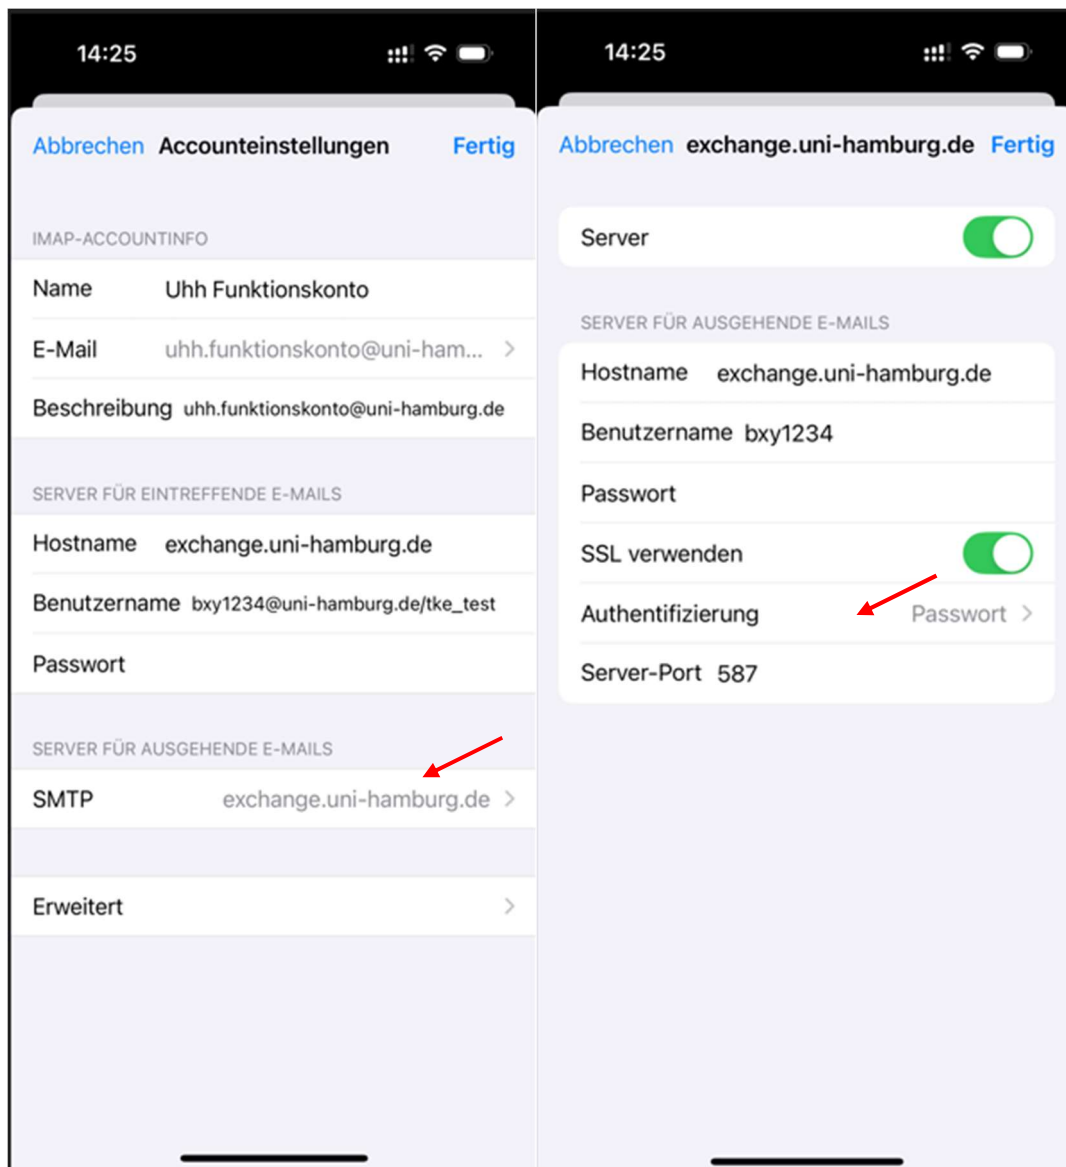 14:25
Abbrechen Accounteinstellungen Fertig
IMAP-ACCOUNTINFO
Name Uhh Funktionskonto
E-Mail uhh.funktionskonto@uni-ham...
Beschreibung uhh.funktionskonto@uni-hamburg.de
SERVER FÜR EINTREFFENDE E-MAILS
Hostname exchange.uni-hamburg.de
Benutzername bxy1234@uni-hamburg.de/tke_test
Passwort
SERVER FÜR AUSGEHENDE E-MAILS
SMTP exchange.uni-hamburg.de
Erweitert
14:25
Abbrechen exchange.uni-hamburg.de Fertig
Server
SERVER FÜR AUSGEHENDE E-MAILS
Hostname exchange.uni-hamburg.de
Benutzername bxy1234
Passwort
SSL verwenden
Authentifizierung Passwort
Server-Port 587